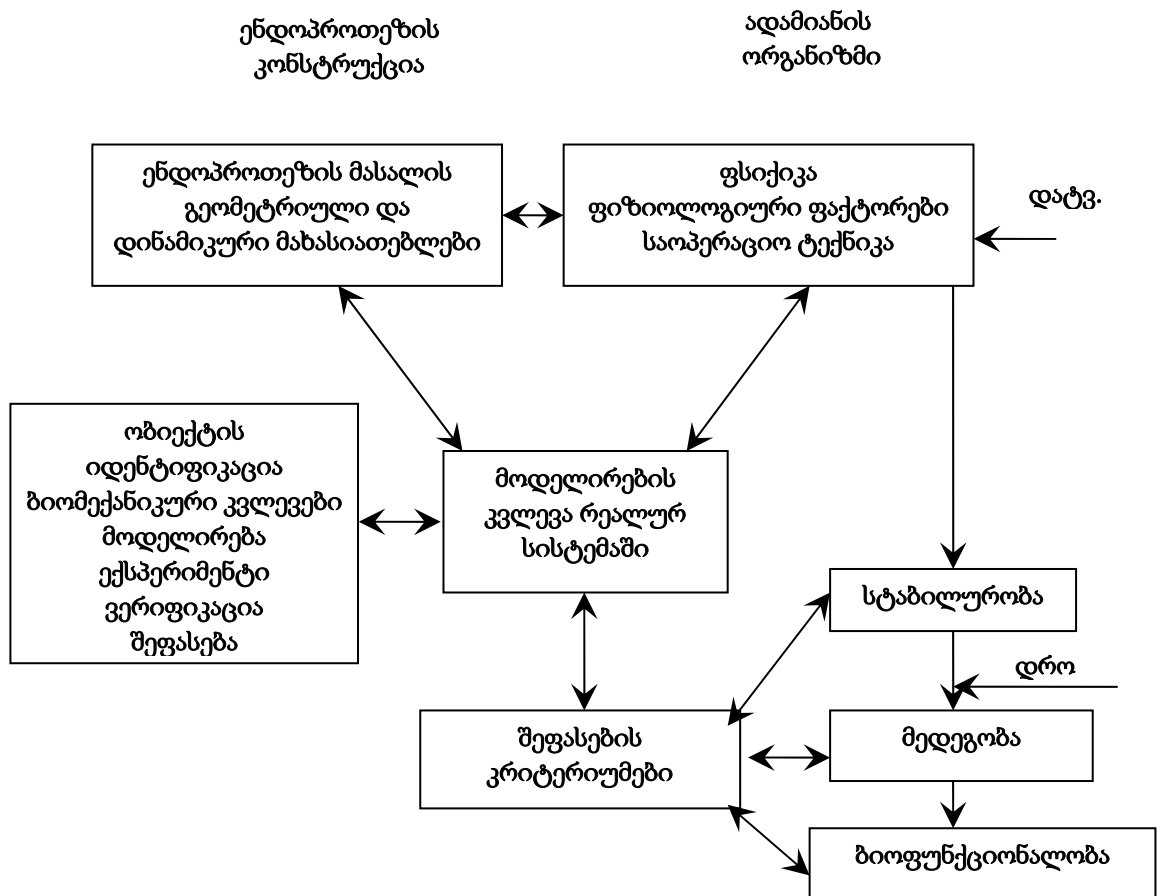 ენდოპროთეზის
კონსტრუქცია
ადამიანის
ორგანიზმი
ენდოპროთეზის მასალის
გეომეტრიული და
დინამიკური მახასიათებლები
ფსიქიკა
ფიზიოლოგიური ფაქტორები
საოპერაციო ტექნიკა
დატვ.
ობიექტის
იდენტიფიკაცია
ბიომექანიკური კვლევები
მოდელირება
ექსპერიმენტი
ვერიფიკაცია
შეფასება
მოდელირების
კვლევა რეალურ
სისტემაში
სტაბილურობა
დრო
შეფასების
კრიტერიუმები
მედეგობა
ბიოფუნქციონალობა